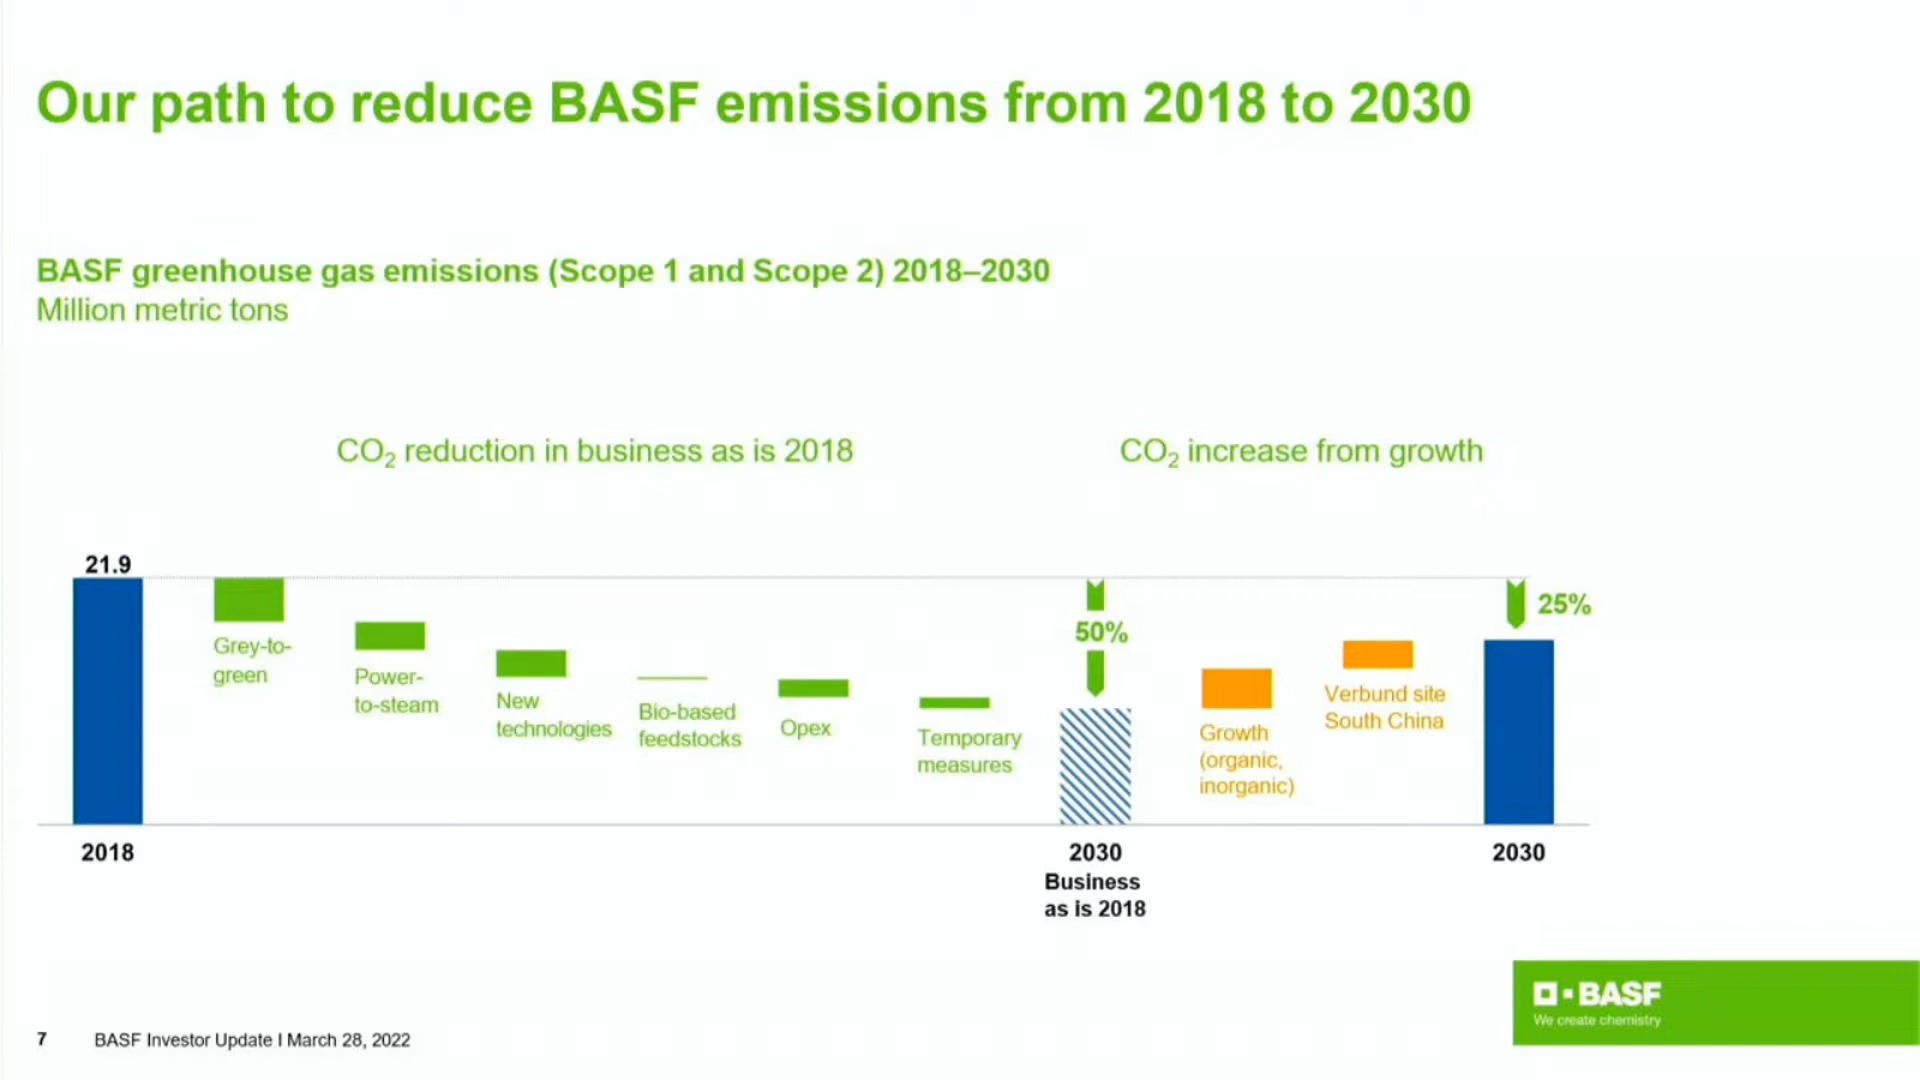 Our path to reduce BASF emissions from 2018 to 2030
BASF greenhouse gas emissions (Scope 1 and Scope 2) 2018–2030
Million metric tons
CO₂ reduction in business as is 2018
CO₂ increase from growth
21.9
Grey-to-
green
Power-
to-steam
New
technologies
Bio-based
feedstocks
Opex
Temporary
measures
50%
Growth
(organic,
inorganic)
Verbund site
South China
25%
2018
2030
Business
as is 2018
2030
BASF
We create chemistry
7 BASF Investor Update I March 28, 2022